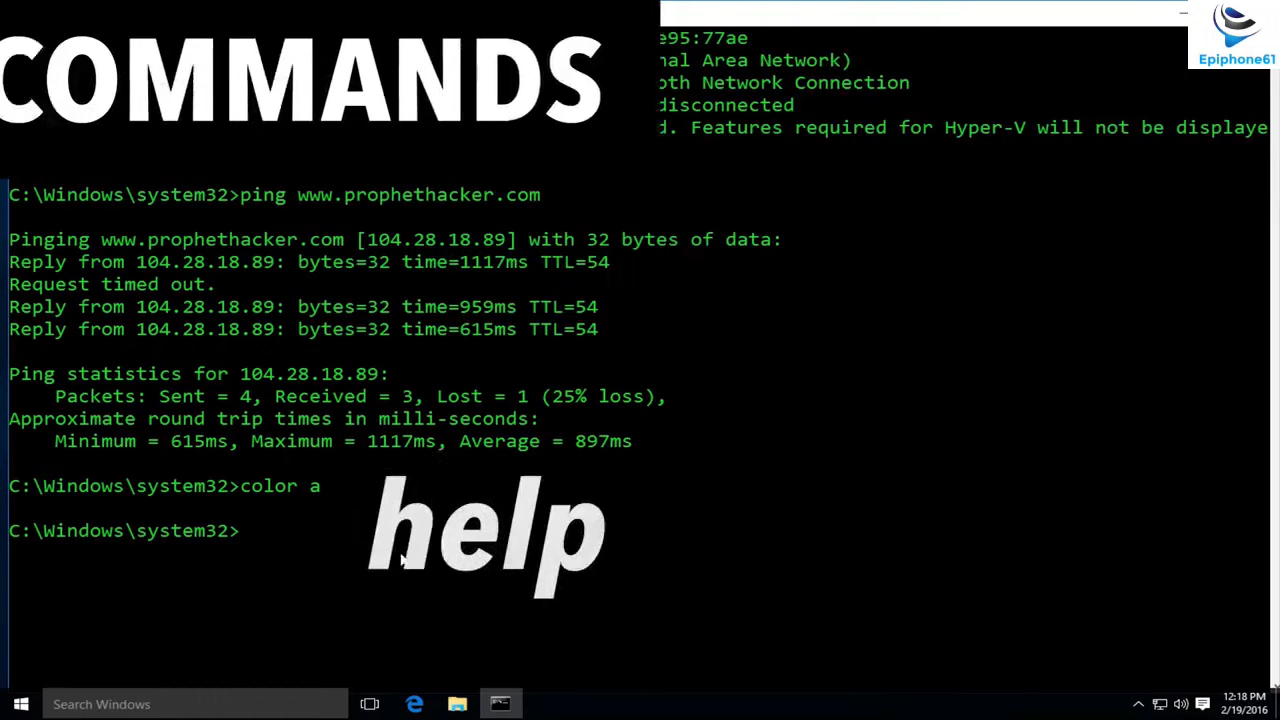 COMMANDS
e95:77ae
nal Area Network)
oth Network Connection
disconnected
d. Features required for Hyper-V will not be displaye
Epiphone61
C:\Windows\system32>ping www.prophethacker.com
Pinging www.prophethacker.com [104.28.18.89] with 32 bytes of data:
Reply from 104.28.18.89: bytes=32 time=1117ms TTL=54
Request timed out.
Reply from 104.28.18.89: bytes=32 time=959ms TTL=54
Reply from 104.28.18.89: bytes=32 time=615ms TTL=54
Ping statistics for 104.28.18.89:
Packets: Sent = 4, Received = 3, Lost = 1 (25% loss),
Approximate round trip times in milli-seconds:
Minimum = 615ms, Maximum = 1117ms, Average = 897ms
C:\Windows\system32>color a
C:\Windows\system32>
help
Search Windows
12:18 PM
2/19/2016